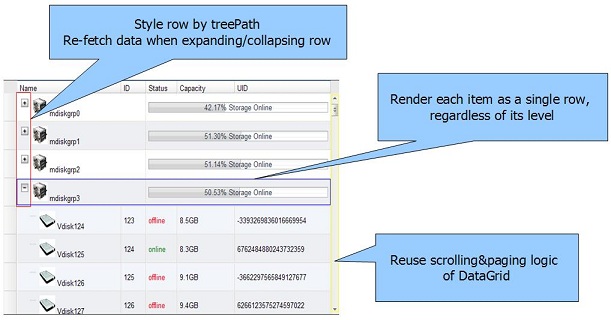 Style row by treePath
Re-fetch data when expanding/collapsing row
Name ID Status Capacity UID
mdiskgrp0 42.17% Storage Online
mdiskgrp1 51.30% Storage Online
mdiskgrp2 51.14% Storage Online
mdiskgrp3 50.53% Storage Online
Render each item as a single row,
regardless of its level
Vdisk124 123 offline 8.5GB -3393269836016669954
Vdisk125 124 online 8.3GB 6762484880243732359
Vdisk126 125 offline 9.1GB -3662297565849127677
Vdisk127 126 offline 9.4GB 6266123575274597022
Reuse scrolling&paging logic
of DataGrid